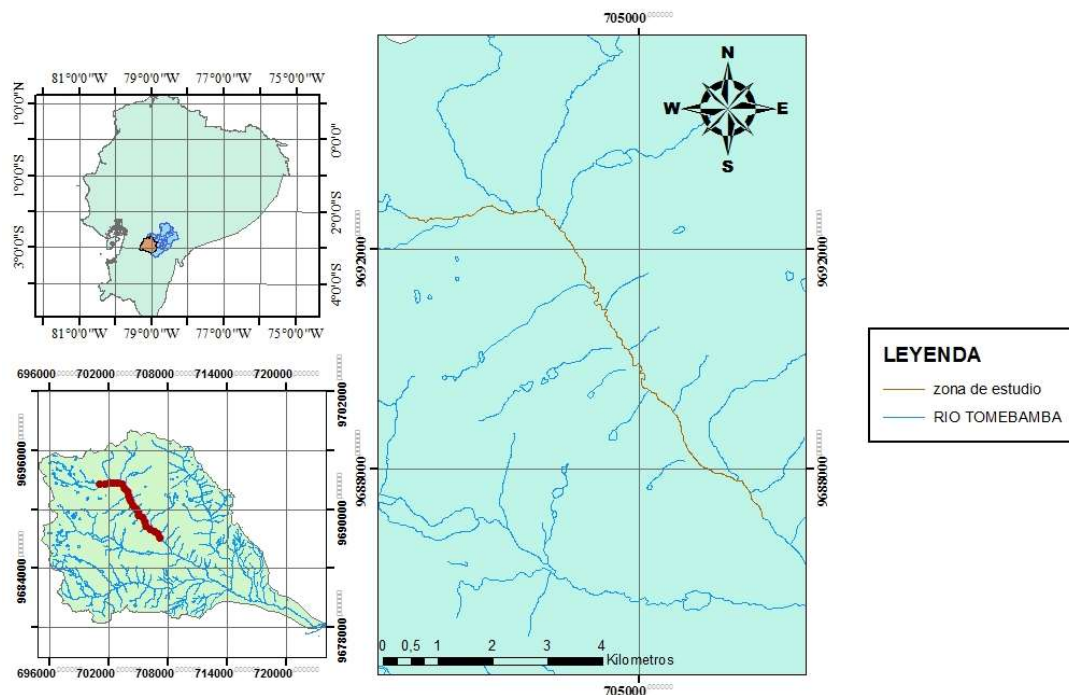 81°0'0"W 79°0'0"W 77°0'0"W 75°0'0"W
1°0'0"N
1°0'0"S
3°0'0"S
0°0'0"
2°0'0"S
4°0'0"S
81°0'0"W 79°0'0"W 77°0'0"W 75°0'0"W
696000 702000 708000 714000 720000
9696000
9690000
9684000
9702000
9690000
9678000
696000 702000 708000 714000 720000
705000
N
W E
S
9692000
9692000
9688000
9688000
0 0,5 1 2 3 4
Kilometros
705000
LEYENDA
zona de estudio
RIO TOMEBAMBA